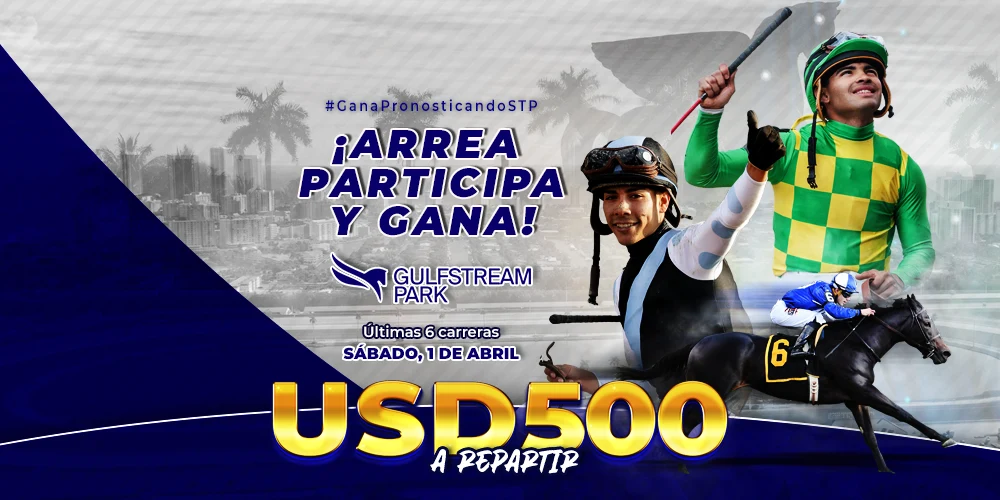 #GanaPronosticandoSTP
¡ARREA
PARTICIPA
Y GANA!
GULFSTREAM
PARK
Últimas 6 carreras
SÁBADO, 1 DE ABRIL
6
USD500
A REPARTIR